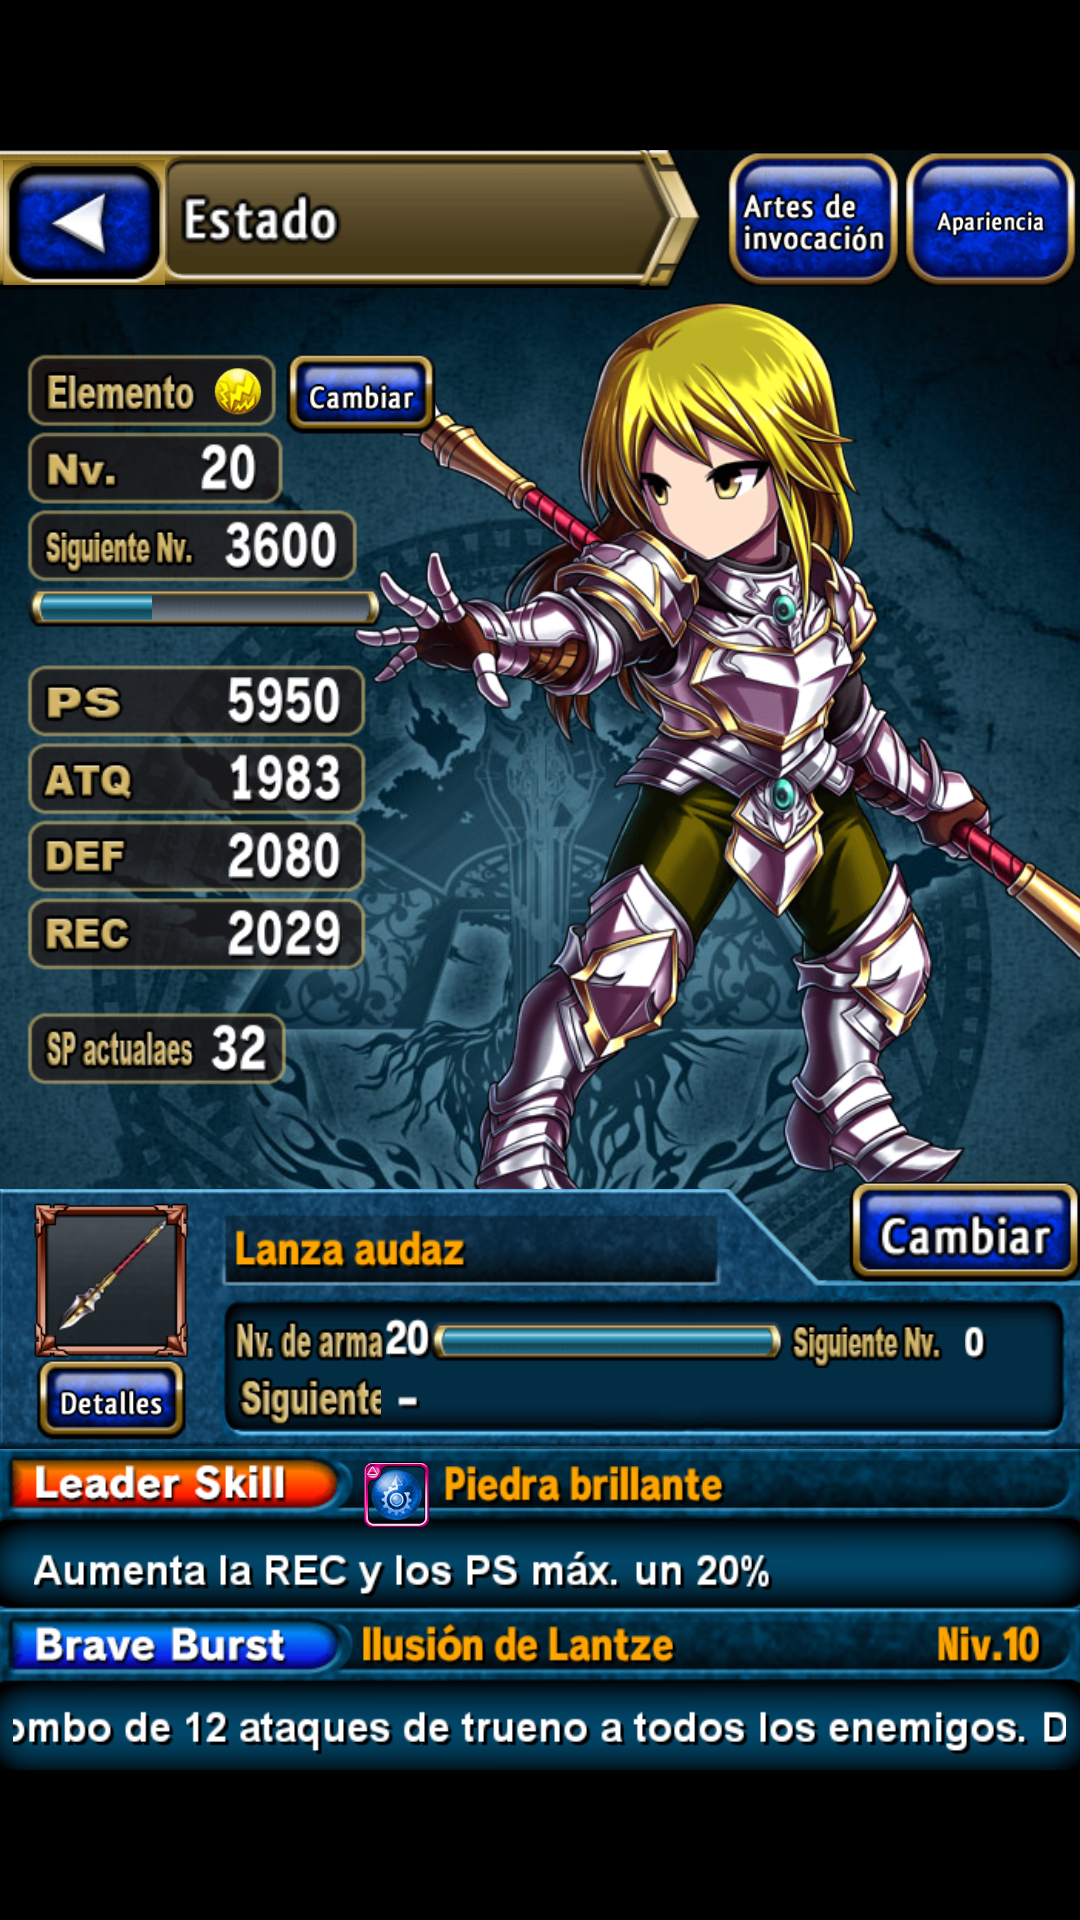 Estado
Artes de
invocación
Apariencia
Elemento
Cambiar
Nv. 20
Siguiente Nv. 3600
PS 5950
ATQ 1983
DEF 2080
REC 2029
SP actualaes 32
Cambiar
Lanza audaz
Nv. de arma 20 Siguiente Nv. 0
Siguiente –
Detalles
Leader Skill Piedra brillante
Aumenta la REC y los PS máx. un 20%
Brave Burst Ilusión de Lantze Niv.10
ombo de 12 ataques de trueno a todos los enemigos. D